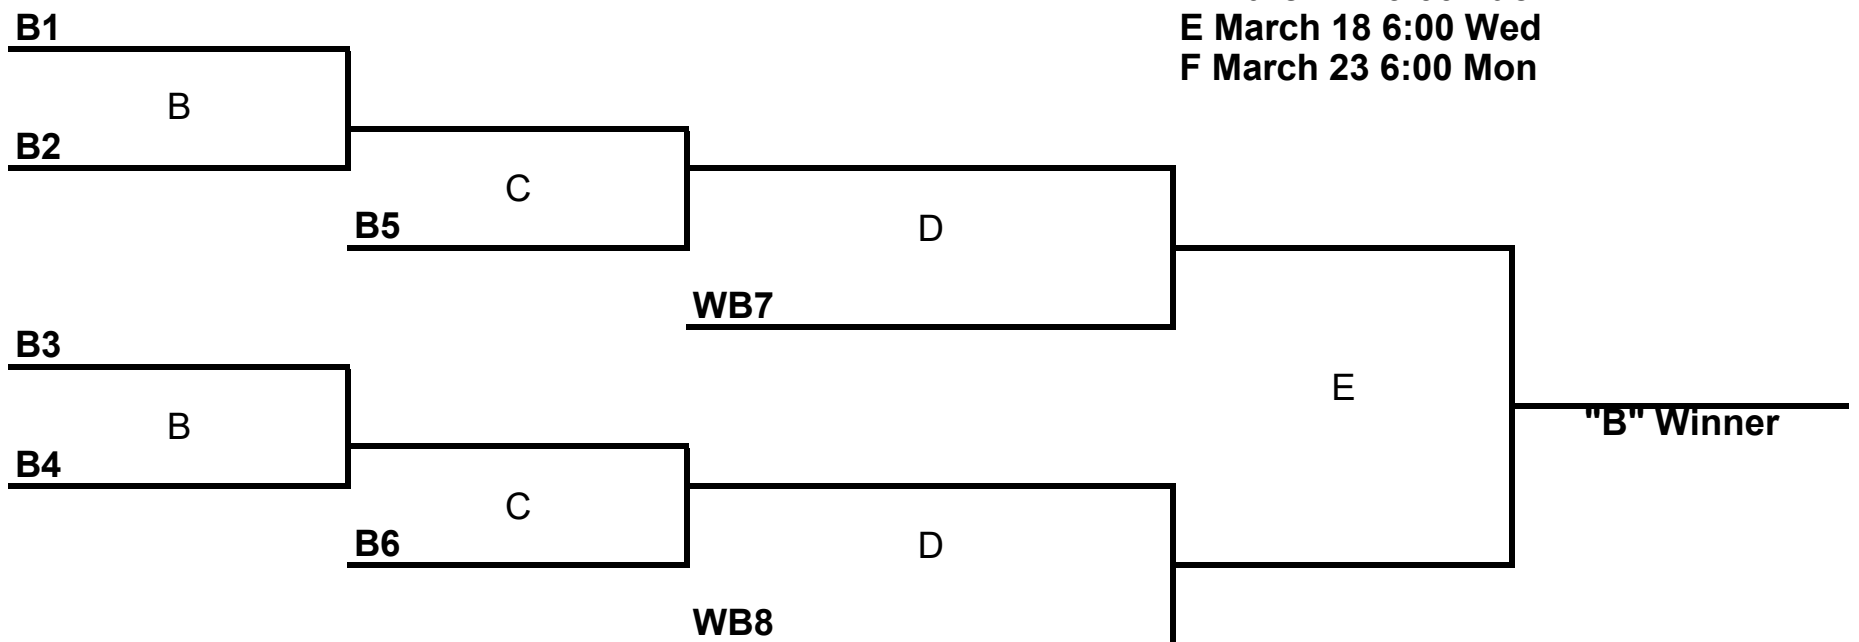 E March 18 6:00 Wed
F March 23 6:00 Mon
B1
B
B2
C
B5
D
WB7
B3
E
B
"B" Winner
B4
C
B6
D
WB8